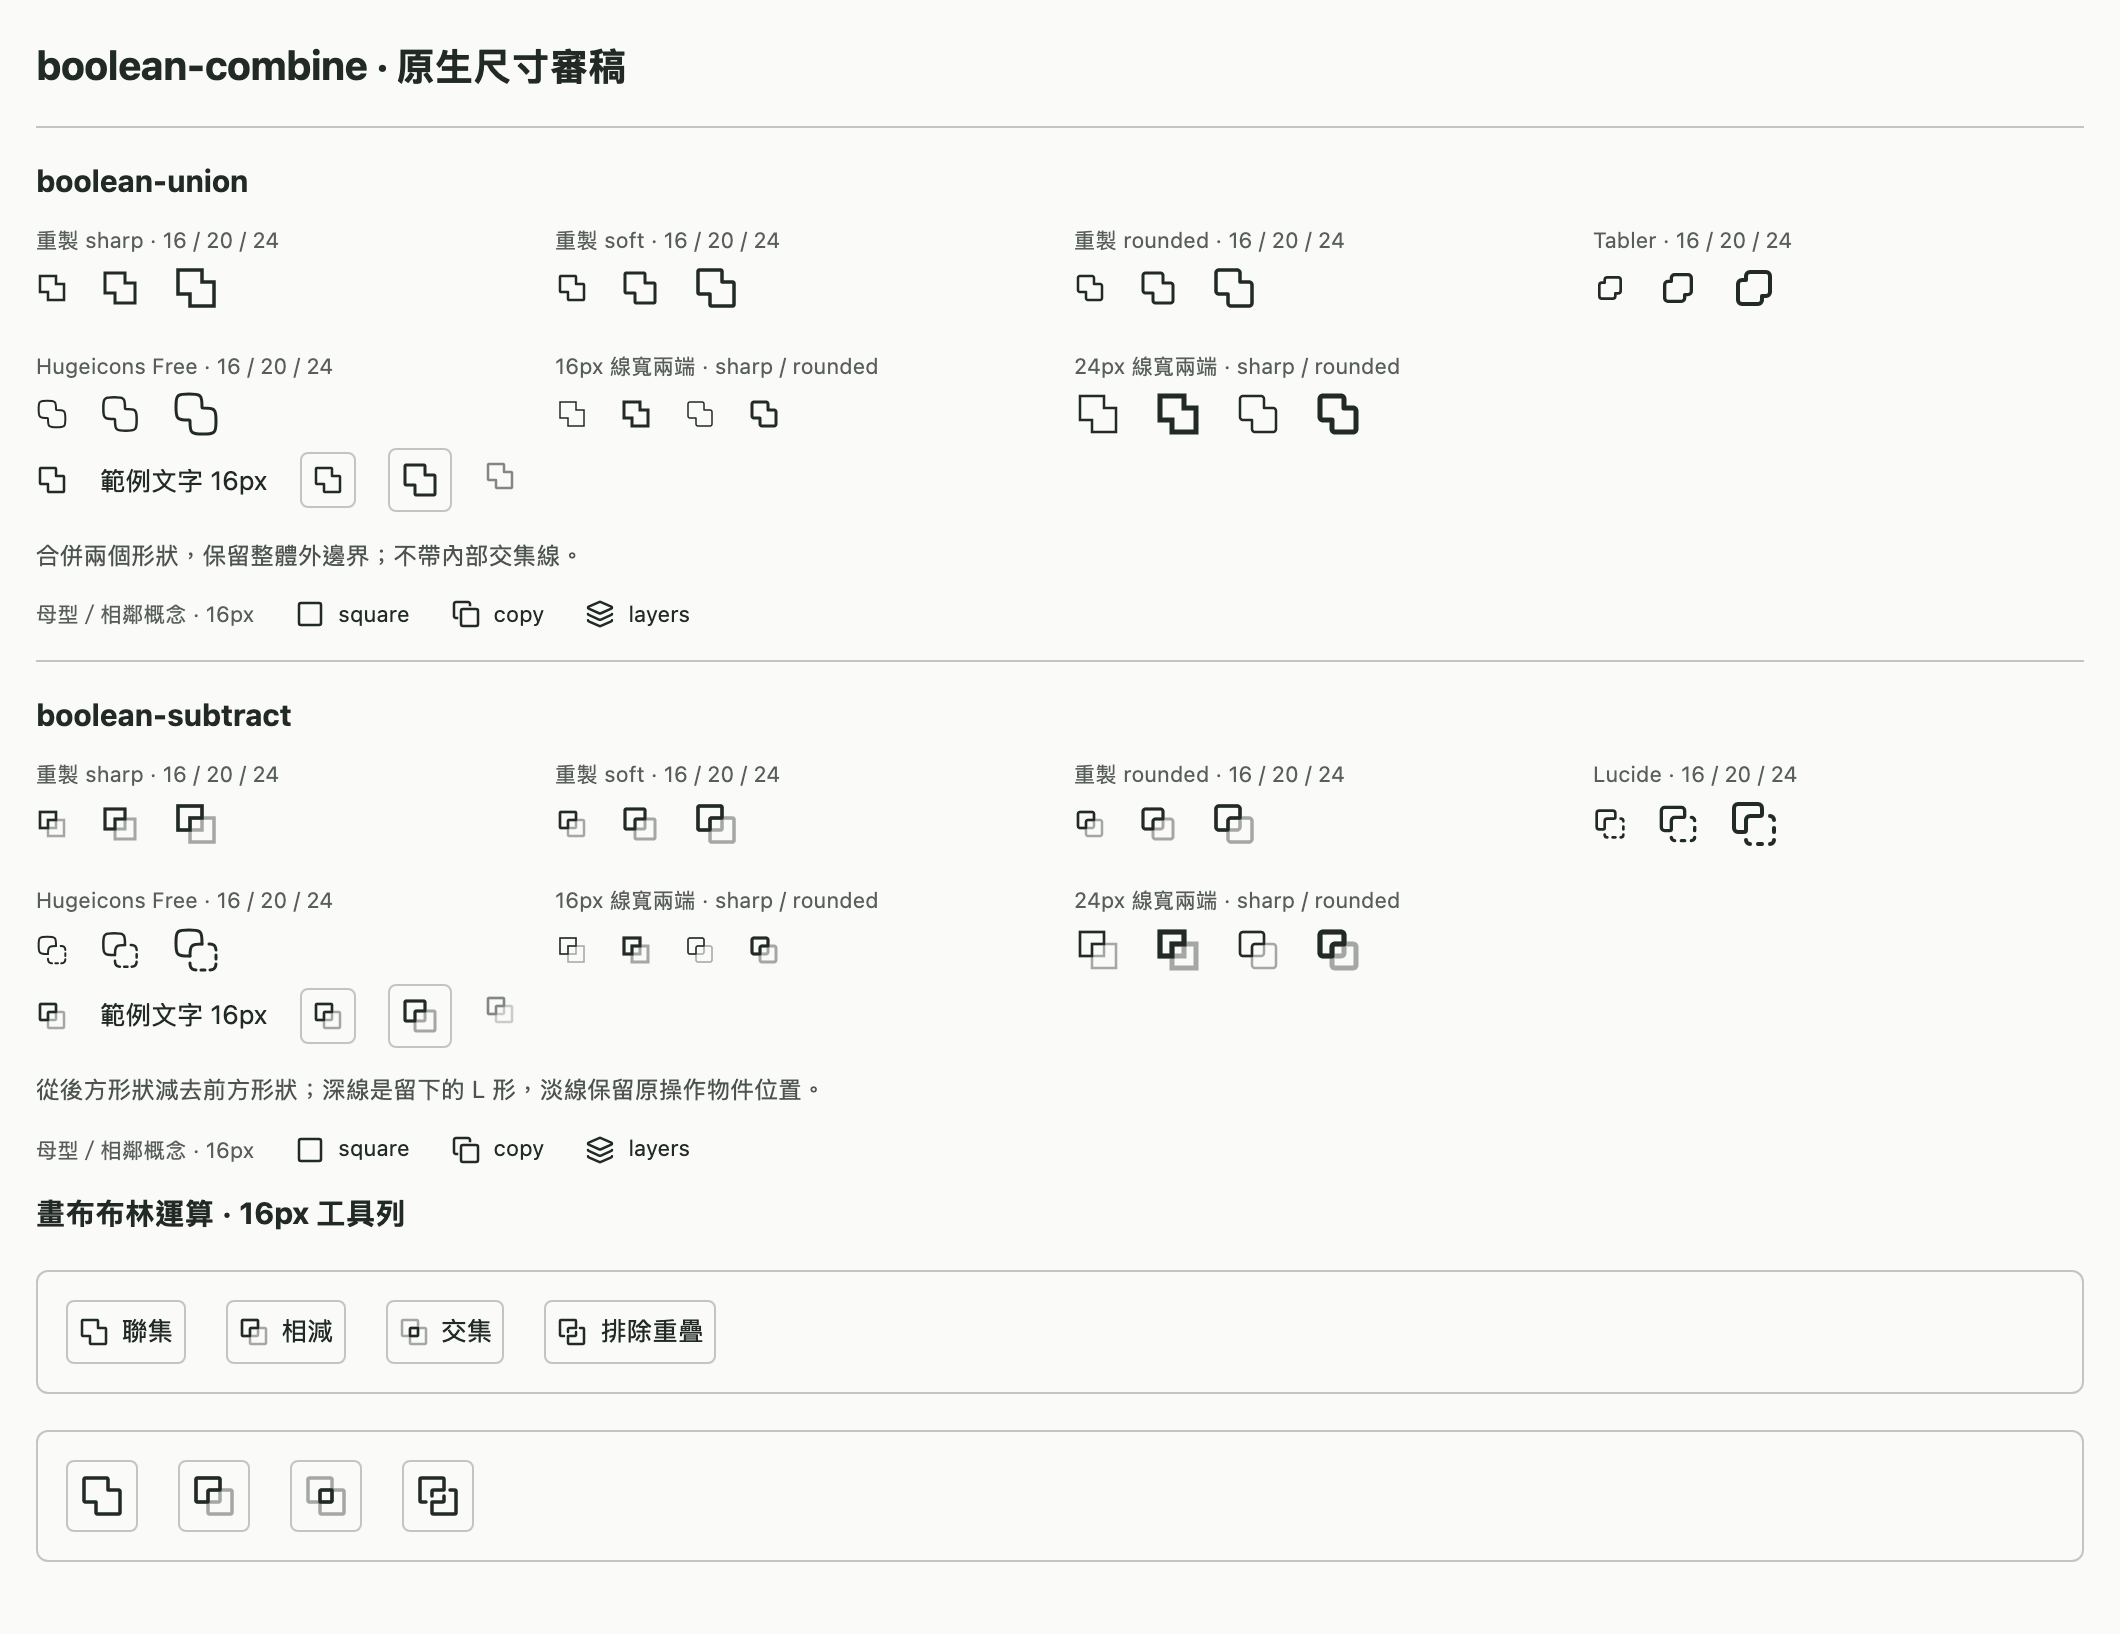 boolean-combine · 原生尺寸審稿
boolean-union
重製 sharp · 16 / 20 / 24
重製 soft · 16 / 20 / 24
重製 rounded · 16 / 20 / 24
Tabler · 16 / 20 / 24
Hugeicons Free · 16 / 20 / 24
16px 線寬兩端 · sharp / rounded
24px 線寬兩端 · sharp / rounded
範例文字 16px
合併兩個形狀，保留整體外邊界；不帶內部交集線。
母型 / 相鄰概念 · 16px square copy layers
boolean-subtract
重製 sharp · 16 / 20 / 24
重製 soft · 16 / 20 / 24
重製 rounded · 16 / 20 / 24
Lucide · 16 / 20 / 24
Hugeicons Free · 16 / 20 / 24
16px 線寬兩端 · sharp / rounded
24px 線寬兩端 · sharp / rounded
範例文字 16px
從後方形狀減去前方形狀；深線是留下的 L 形，淡線保留原操作物件位置。
母型 / 相鄰概念 · 16px square copy layers
畫布布林運算 · 16px 工具列
聯集 相減 交集 排除重疊